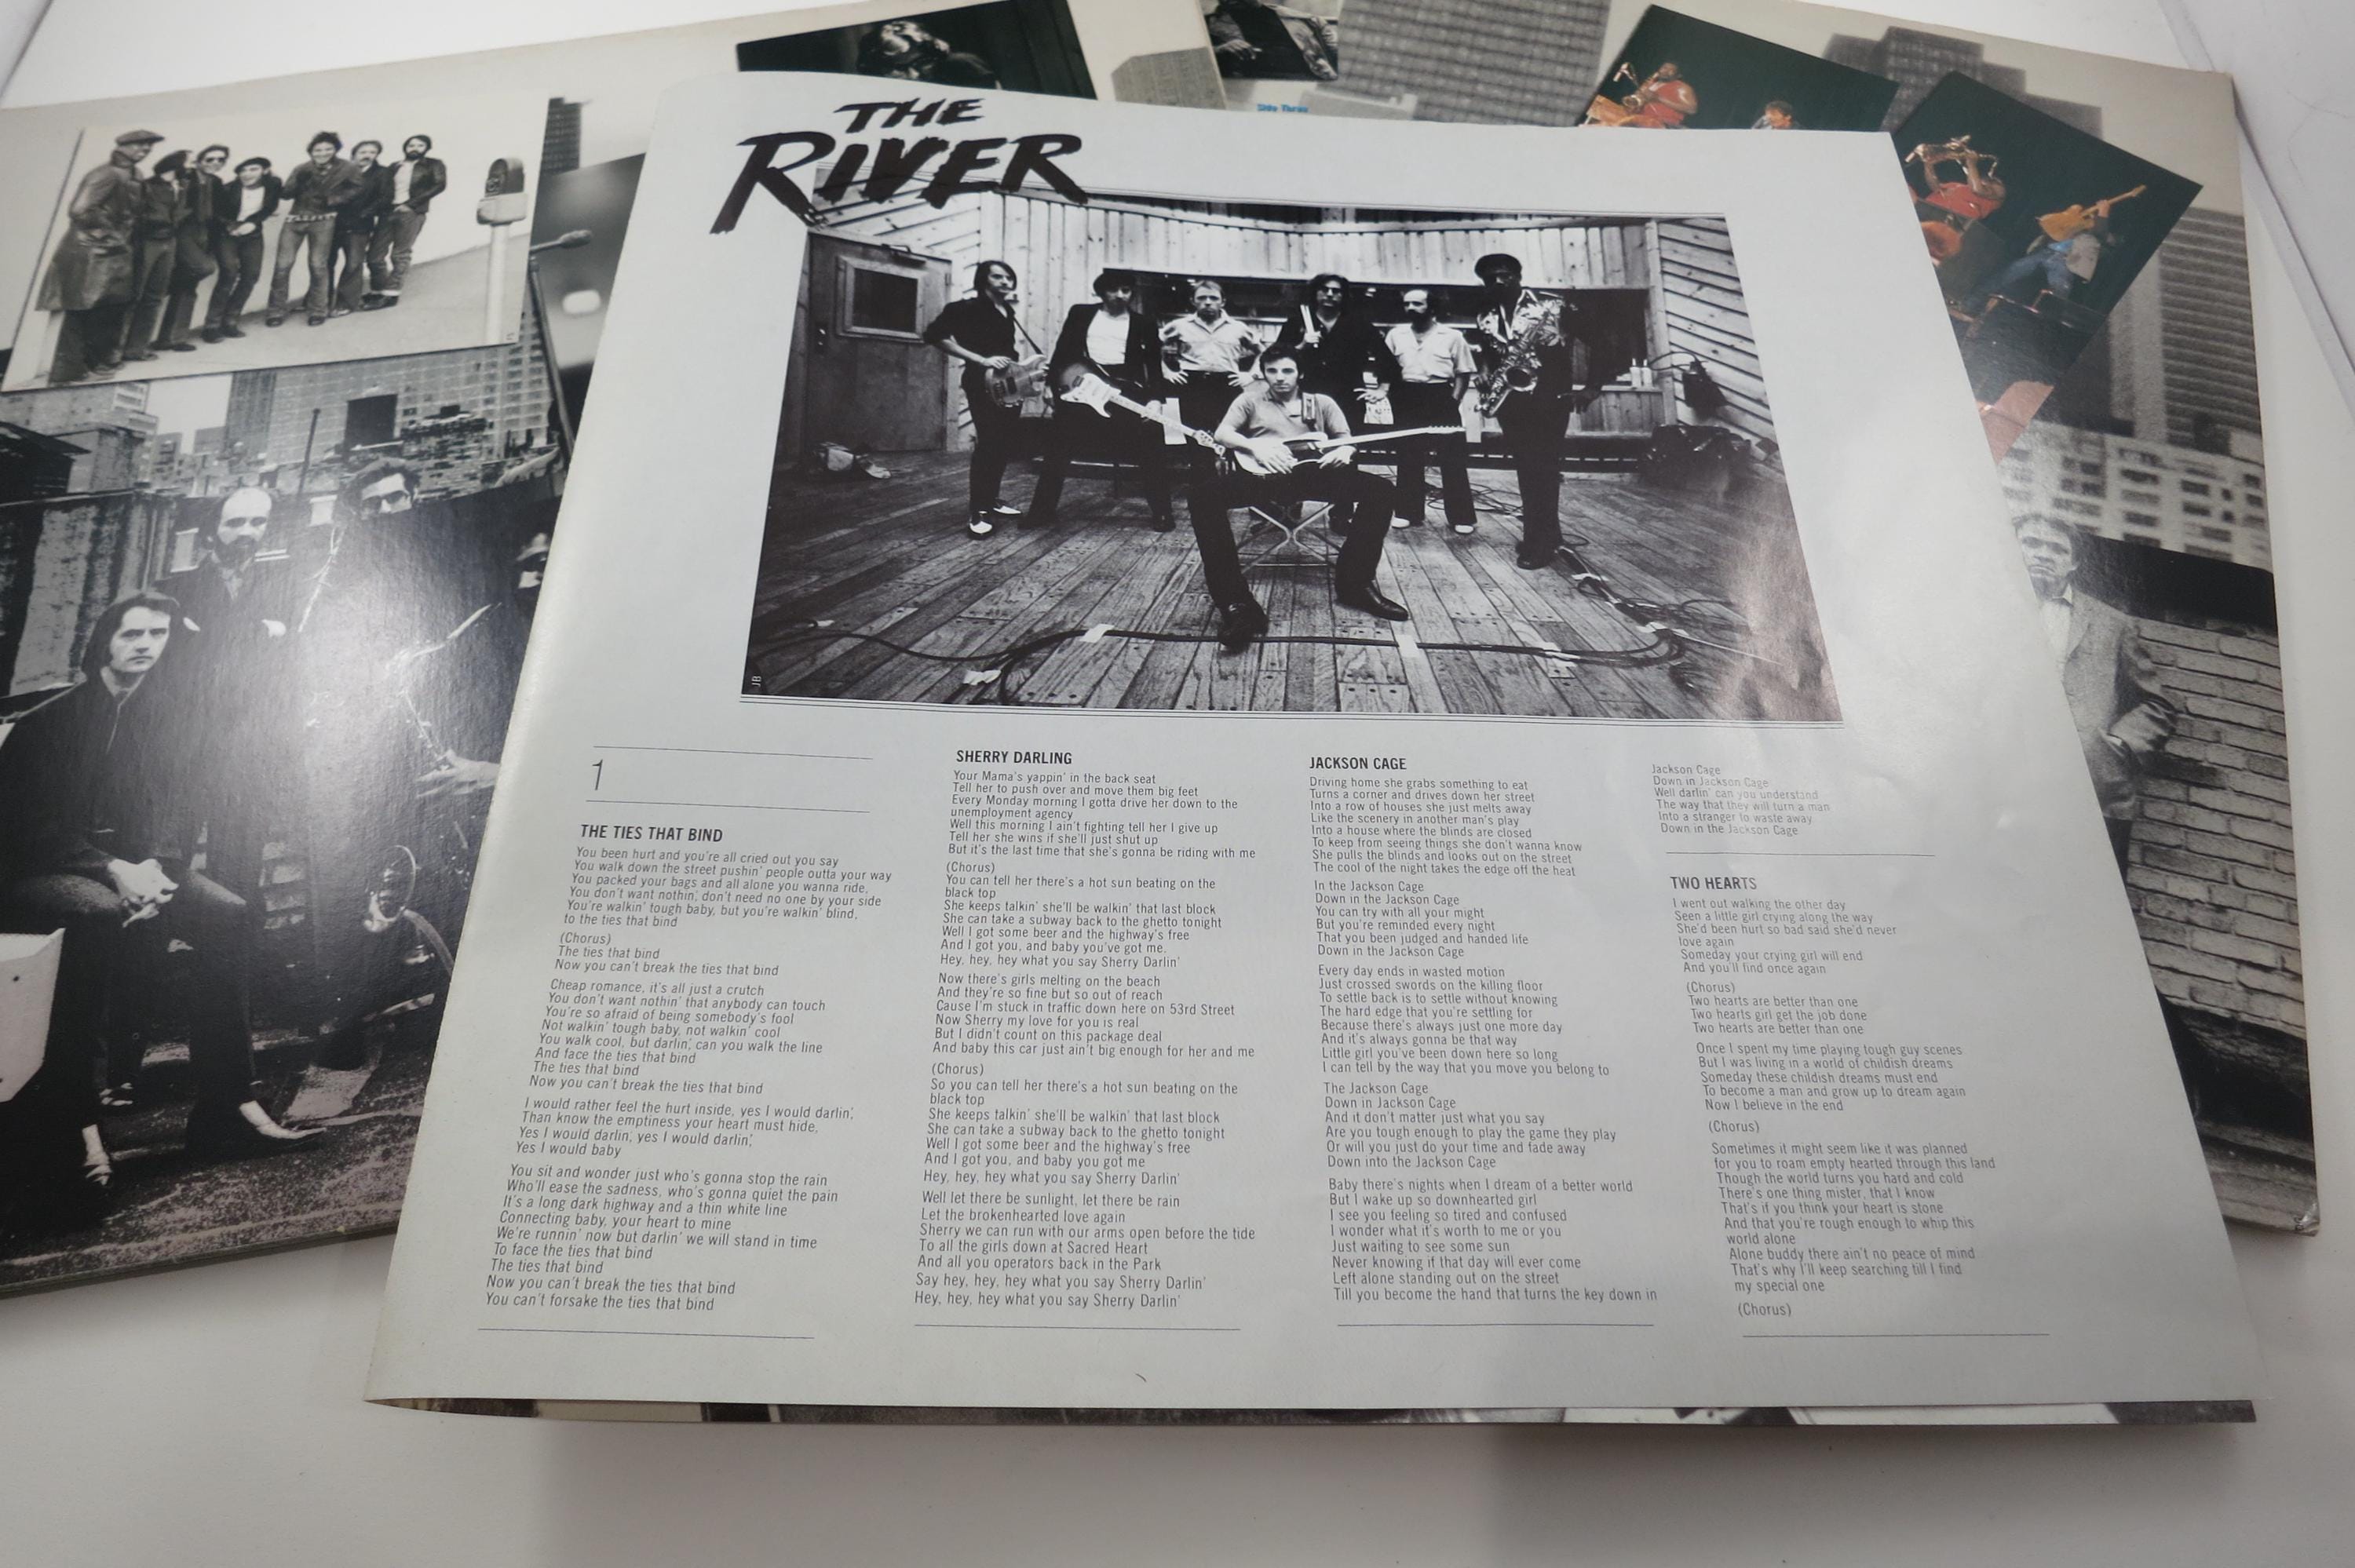 Side Three
THE
RIVER
JB
1
THE TIES THAT BIND
You been hurt and you're all cried out you say
You walk down the street pushin' people outta your way
You packed your bags and all alone you wanna ride,
You don't want nothin', don't need no one by your side
You're walkin' tough baby, but you're walkin' blind,
to the ties that bind
(Chorus)
The ties that bind
Now you can't break the ties that bind
Cheap romance, it's all just a crutch
You don't want nothin' that anybody can touch
You're so afraid of being somebody's fool
Not walkin' tough baby, not walkin' cool
You walk cool, but darlin', can you walk the line
And face the ties that bind
The ties that bind
Now you can't break the ties that bind
I would rather feel the hurt inside, yes I would darlin',
Than know the emptiness your heart must hide,
Yes I would darlin', yes I would darlin',
Yes I would baby
You sit and wonder just who's gonna stop the rain
Who'll ease the sadness, who's gonna quiet the pain
It's a long dark highway and a thin white line
Connecting baby, your heart to mine
We're runnin' now but darlin' we will stand in time
To face the ties that bind
The ties that bind
Now you can't break the ties that bind
You can't forsake the ties that bind
SHERRY DARLING
Your Mama's yappin' in the back seat
Tell her to push over and move them big feet
Every Monday morning I gotta drive her down to the
unemployment agency
Well this morning I ain't fighting tell her I give up
Tell her she wins if she'll just shut up
But it's the last time that she's gonna be riding with me
(Chorus)
You can tell her there's a hot sun beating on the
black top
She keeps talkin' she'll be walkin' that last block
She can take a subway back to the ghetto tonight
Well I got some beer and the highway's free
And I got you, and baby you've got me.
Hey, hey, hey what you say Sherry Darlin'
Now there's girls melting on the beach
And they're so fine but so out of reach
Cause I'm stuck in traffic down here on 53rd Street
Now Sherry my love for you is real
But I didn't count on this package deal
And baby this car just ain't big enough for her and me
(Chorus)
So you can tell her there's a hot sun beating on the
black top
She keeps talkin' she'll be walkin' that last block
She can take a subway back to the ghetto tonight
Well I got some beer and the highway's free
And I got you, and baby you got me
Hey, hey, hey what you say Sherry Darlin'
Well let there be sunlight, let there be rain
Let the brokenhearted love again
Sherry we can run with our arms open before the tide
To all the girls down at Sacred Heart
And all you operators back in the Park
Say hey, hey, hey what you say Sherry Darlin'
Hey, hey, hey what you say Sherry Darlin'
JACKSON CAGE
Driving home she grabs something to eat
Turns a corner and drives down her street
Into a row of houses she just melts away
Like the scenery in another man's play
Into a house where the blinds are closed
To keep from seeing things she don't wanna know
She pulls the blinds and looks out on the street
The cool of the night takes the edge off the heat
In the Jackson Cage
Down in the Jackson Cage
You can try with all your might
But you're reminded every night
That you been judged and handed life
Down in the Jackson Cage
Every day ends in wasted motion
Just crossed swords on the killing floor
To settle back is to settle without knowing
The hard edge that you're settling for
Because there's always just one more day
And it's always gonna be that way
Little girl you've been down here so long
I can tell by the way that you move you belong to
The Jackson Cage
Down in Jackson Cage
And it don't matter just what you say
Are you tough enough to play the game they play
Or will you just do your time and fade away
Down into the Jackson Cage
Baby there's nights when I dream of a better world
But I wake up so downhearted girl
I see you feeling so tired and confused
I wonder what it's worth to me or you
Just waiting to see some sun
Never knowing if that day will ever come
Left alone standing out on the street
Till you become the hand that turns the key down in
Jackson Cage
Down in Jackson Cage
Well darlin' can you understand
The way that they will turn a man
Into a stranger to waste away
Down in the Jackson Cage
TWO HEARTS
I went out walking the other day
Seen a little girl crying along the way
She'd been hurt so bad said she'd never
love again
Someday your crying girl will end
And you'll find once again
(Chorus)
Two hearts are better than one
Two hearts girl get the job done
Two hearts are better than one
Once I spent my time playing tough guy scenes
But I was living in a world of childish dreams
Someday these childish dreams must end
To become a man and grow up to dream again
Now I believe in the end
(Chorus)
Sometimes it might seem like it was planned
for you to roam empty hearted through this land
Though the world turns you hard and cold
There's one thing mister, that I know
That's if you think your heart is stone
And that you're rough enough to whip this
world alone
Alone buddy there ain't no peace of mind
That's why I'll keep searching till I find
my special one
(Chorus)